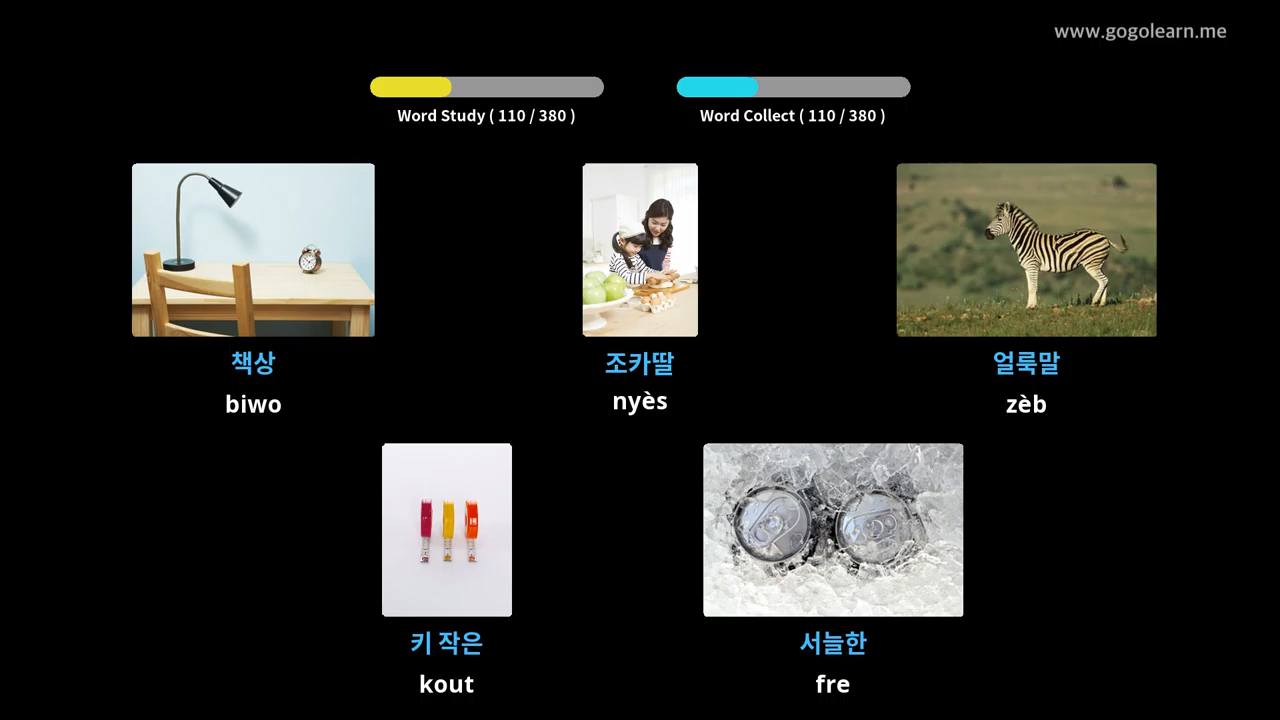 www.gogolearn.me
Word Study ( 110 / 380 )
Word Collect ( 110 / 380 )
책상
biwo
조카딸
nyès
얼룩말
zèb
키 작은
kout
서늘한
fre